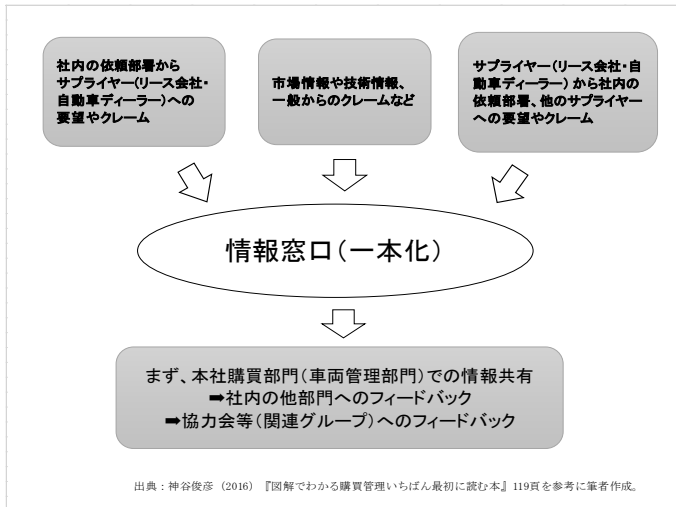 社内の依頼部署から
サプライヤー(リース会社・
自動車ディーラー)への
要望やクレーム
市場情報や技術情報、
一般からのクレームなど
サプライヤー(リース会社・自
動車ディーラー) から社内の
依頼部署、他のサプライヤー
への要望やクレーム
情報窓口(一本化)
まず、本社購買部門(車両管理部門)での情報共有
➡社内の他部門へのフィードバック
➡協力会等(関連グループ)へのフィードバック
出典:神谷俊彦 (2016) 『図解でわかる購買管理いちばん最初に読む本』119頁を参考に筆者作成。